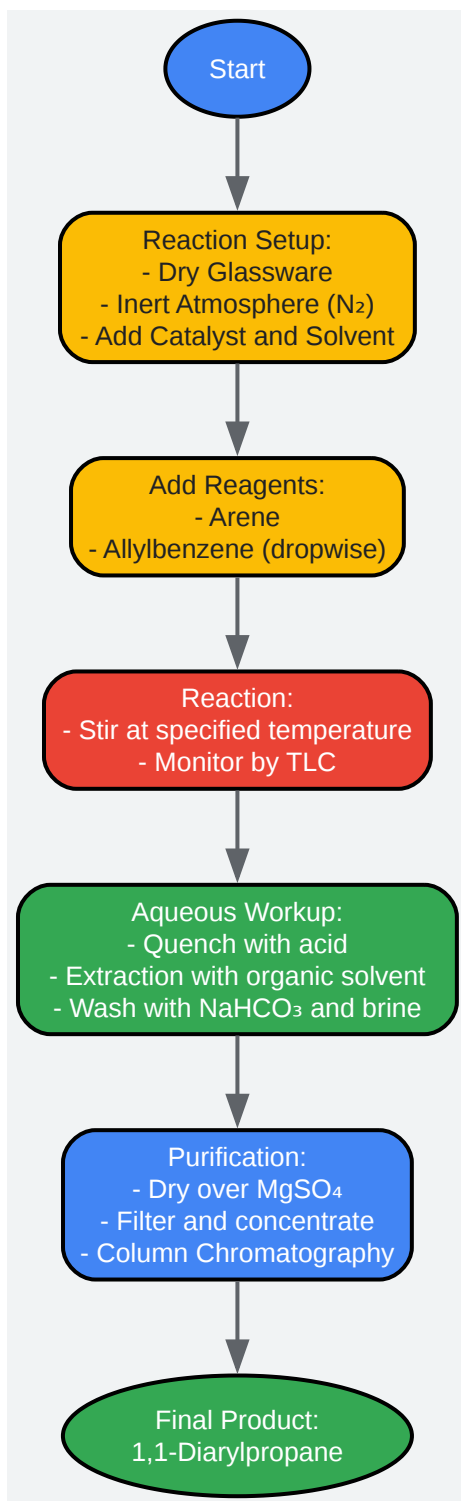 Start
Reaction Setup:
- Dry Glassware
- Inert Atmosphere (N₂)
- Add Catalyst and Solvent
Add Reagents:
- Arene
- Allylbenzene (dropwise)
Reaction:
- Stir at specified temperature
- Monitor by TLC
Aqueous Workup:
- Quench with acid
- Extraction with organic solvent
- Wash with NaHCO₃ and brine
Purification:
- Dry over MgSO₄
- Filter and concentrate
- Column Chromatography
Final Product:
1,1-Diarylpropane